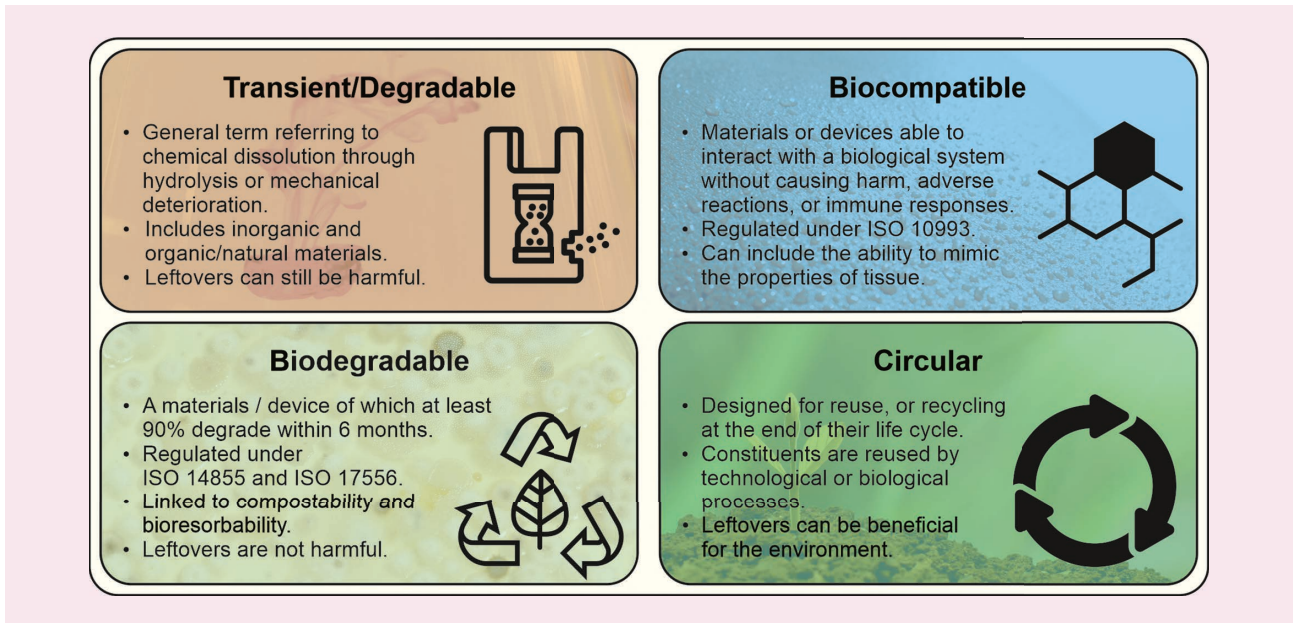 Transient/Degradable
• General term referring to
chemical dissolution through
hydrolysis or mechanical
deterioration.
• Includes inorganic and
organic/natural materials.
• Leftovers can still be harmful.
Biocompatible
• Materials or devices able to
interact with a biological system
without causing harm, adverse
reactions, or immune responses.
• Regulated under ISO 10993.
• Can include the ability to mimic
the properties of tissue.
Biodegradable
• A materials / device of which at least
90% degrade within 6 months.
• Regulated under
ISO 14855 and ISO 17556.
• Linked to compostability and
bioresorbability.
• Leftovers are not harmful.
Circular
• Designed for reuse, or recycling
at the end of their life cycle.
• Constituents are reused by
technological or biological
processes.
• Leftovers can be beneficial
for the environment.